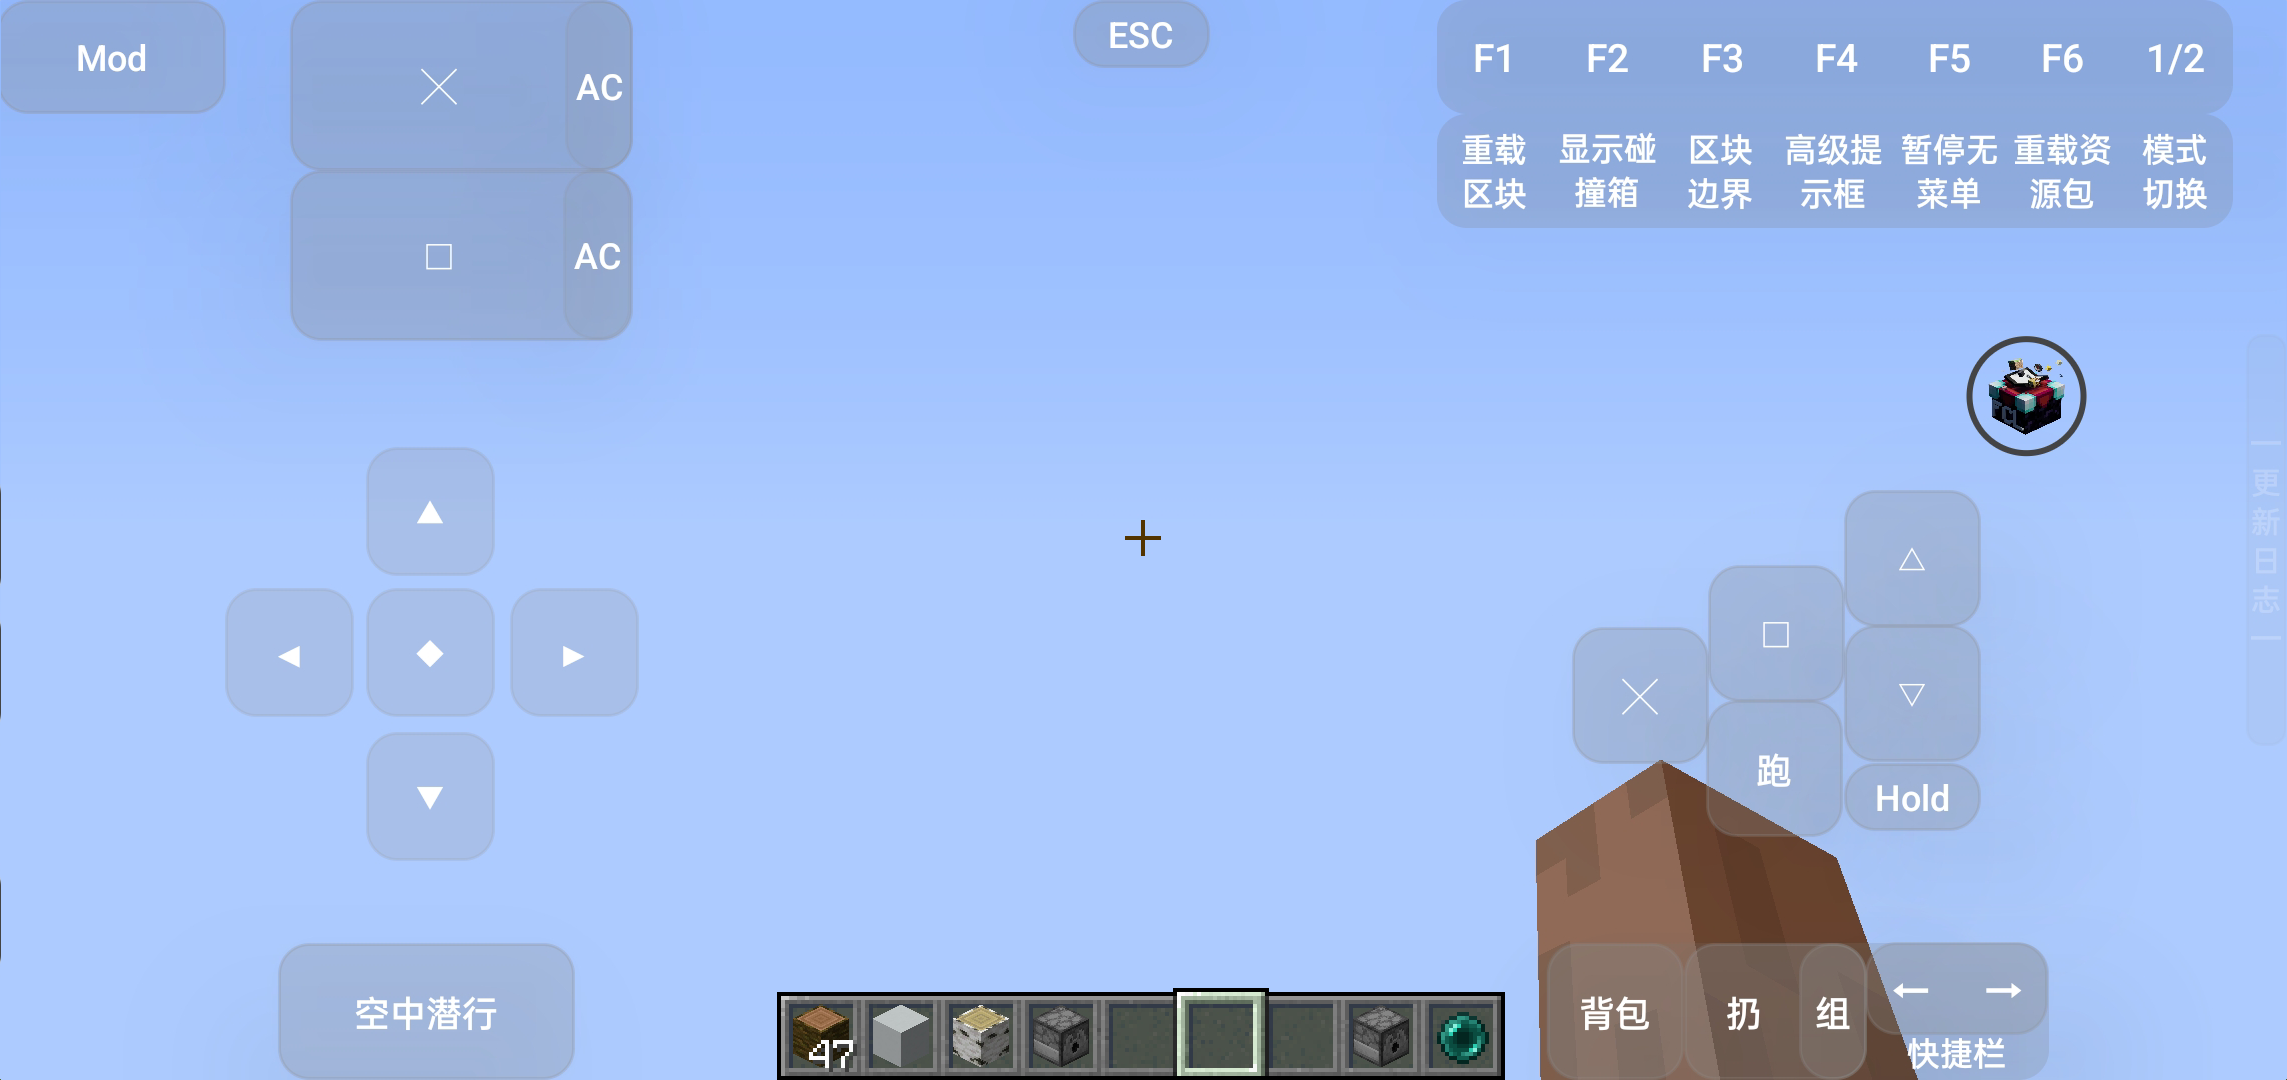 Mod
AC
ESC
F1 F2 F3 F4 F5 F6 1/2
重载区块 显示碰撞箱 区块边界 高级提示框 暂停无菜单 重载资源包 模式切换
AC
FCL
更新日志
跑
Hold
空中潜行
背包
扔
组
快捷栏
47